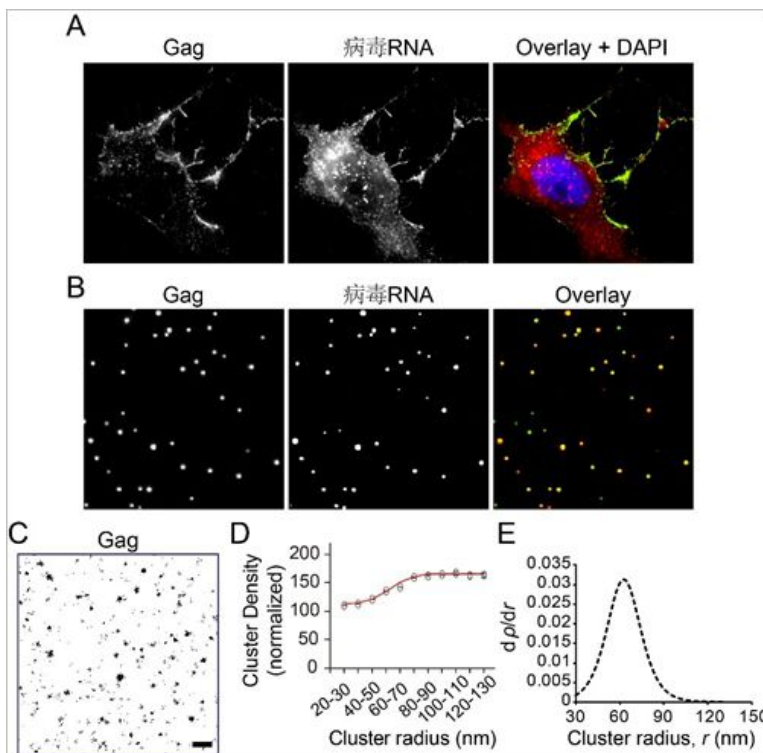 A
Gag
病毒RNA
Overlay + DAPI
B
Gag
病毒RNA
Overlay
C
Gag
D
Cluster Density
(normalized)
200
150
100
50
0
20-30
40-50
60-70
80-90
100-110
120-130
Cluster radius (nm)
E
dρ/dr
0.035
0.03
0.025
0.02
0.015
0.01
0.005
0
30
60
90
120
150
Cluster radius, r (nm)